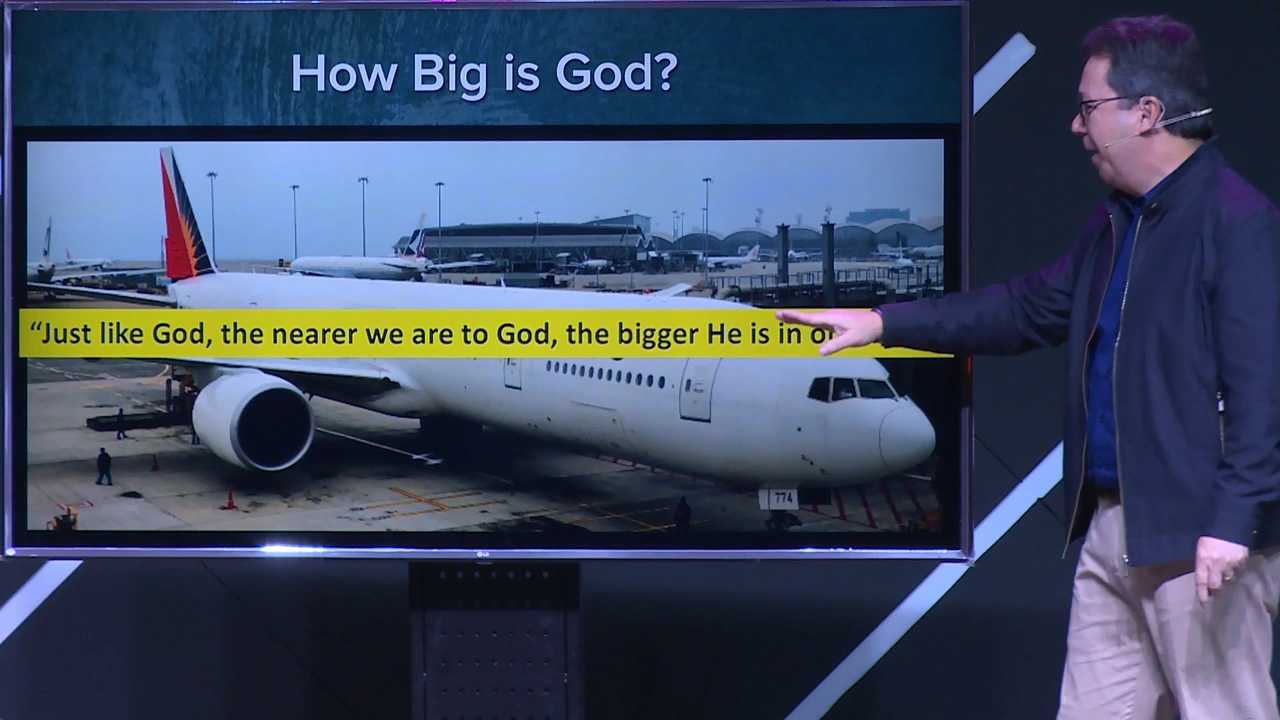 How Big is God?
“Just like God, the nearer we are to God, the bigger He is in
774
LG